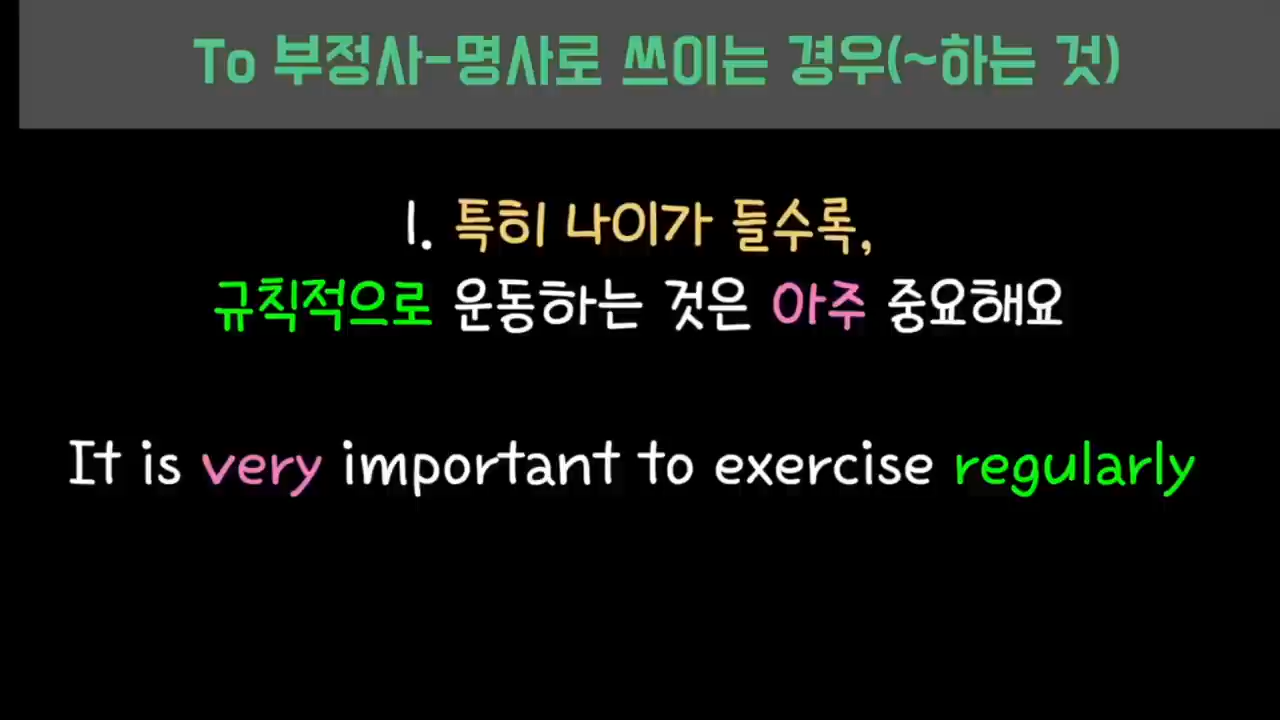 To 부정사-명사로 쓰이는 경우(~하는 것)
1. 특히 나이가 들수록,
규칙적으로 운동하는 것은 아주 중요해요
It is very important to exercise regularly